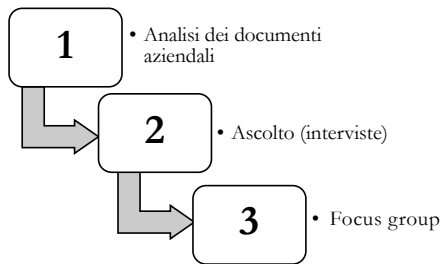 1
• Analisi dei documenti
aziendali
2
• Ascolto (interviste)
3
• Focus group